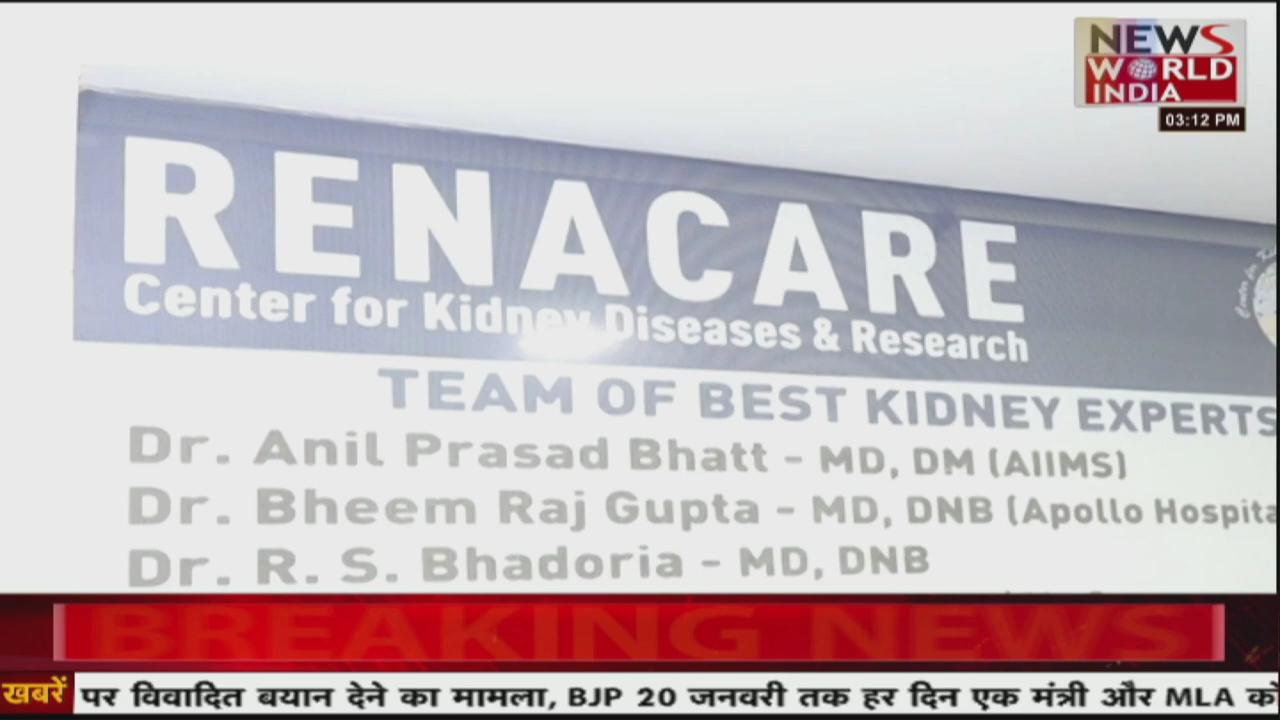 NEWS
WORLD
INDIA
03:12 PM
RENACARE
Center for Kidney Diseases & Research
TEAM OF BEST KIDNEY EXPERTS
Dr. Anil Prasad Bhatt - MD, DM (AIIMS)
Dr. Bheem Raj Gupta - MD, DNB (Apollo
Dr. R. S. Bhadoria - MD, DNB
BREAKING NEWS
खबरें पर विवादित बयान देने का मामला, BJP 20 जनवरी तक हर दिन एक मंत्री और MLA को